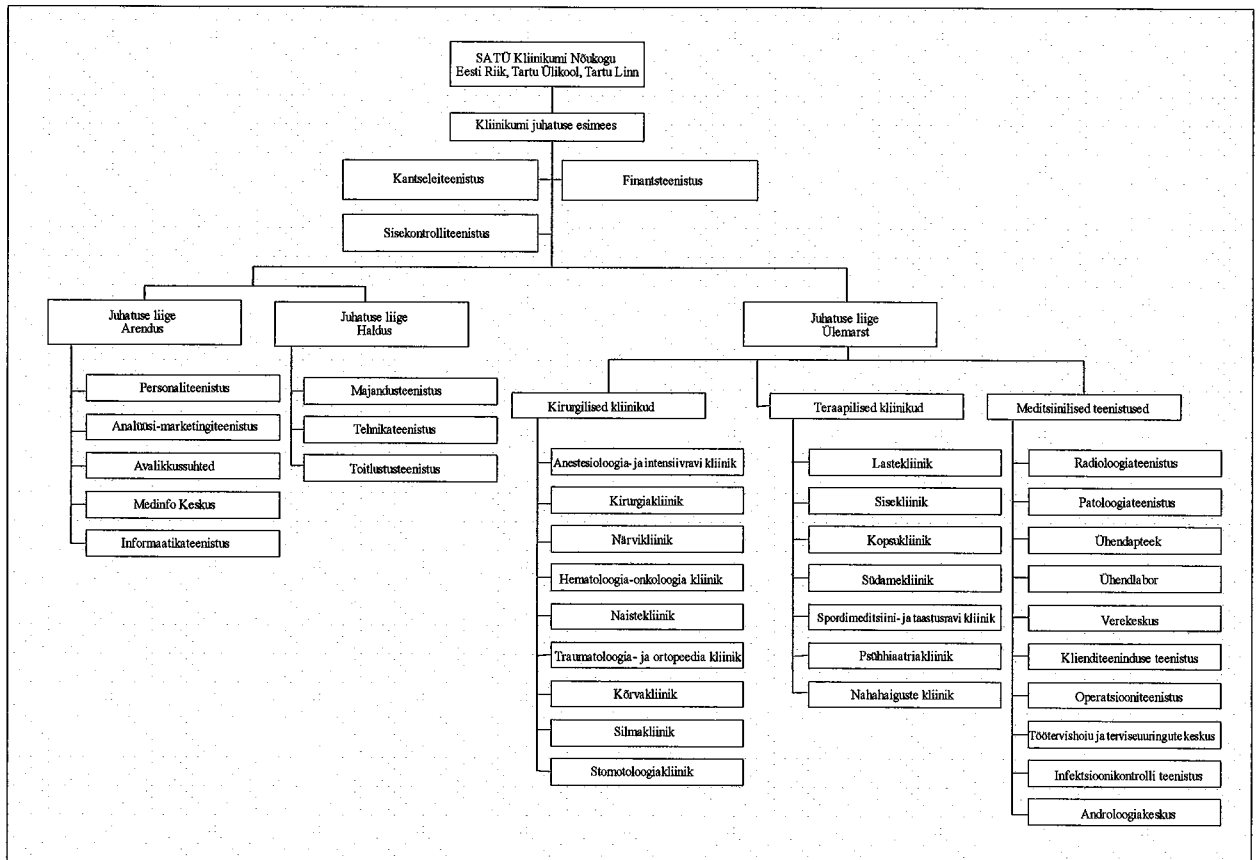 SATÜ Kliinikumi Nõukogu
Eesti Riik, Tartu Ülikool, Tartu Linn
Kliinikumi juhatuse esimees
Kantseleiteenistus
Finantsteenistus
Sisekontrolliteenistus
Juhatuse liige
Arendus
Juhatuse liige
Haldus
Juhatuse liige
Ülemarst
Personaliteenistus
Analüüsi-marketingiteenistus
Avalikkussuhted
Medinfo Keskus
Informaatikateenistus
Majandusteenistus
Tehnikateenistus
Toitlustusteenistus
Kirurgilised kliinikud
Anestesioloogia- ja intensiivravi kliinik
Kirurgiakliinik
Närvikliinik
Hematoloogia-onkoloogia kliinik
Naistekliinik
Traumatoloogia- ja ortopeedia kliinik
Kõrvakliinik
Silmakliinik
Stomotoloogiakliinik
Teraapilised kliinikud
Lastekliinik
Sisekliinik
Kopsukliinik
Südamekliinik
Spordimeditsiini- ja taastusravi kliinik
Psühhiaatriakliinik
Nahahaiguste kliinik
Meditsiinilised teenistused
Radioloogiateenistus
Patoloogiateenistus
Ühendapteek
Ühendlabor
Verekeskus
Klienditeeninduse teenistus
Operatsiooniteenistus
Töötervishoiu ja terviseuuringute keskus
Infektsioonikontrolli teenistus
Androloogiakeskus